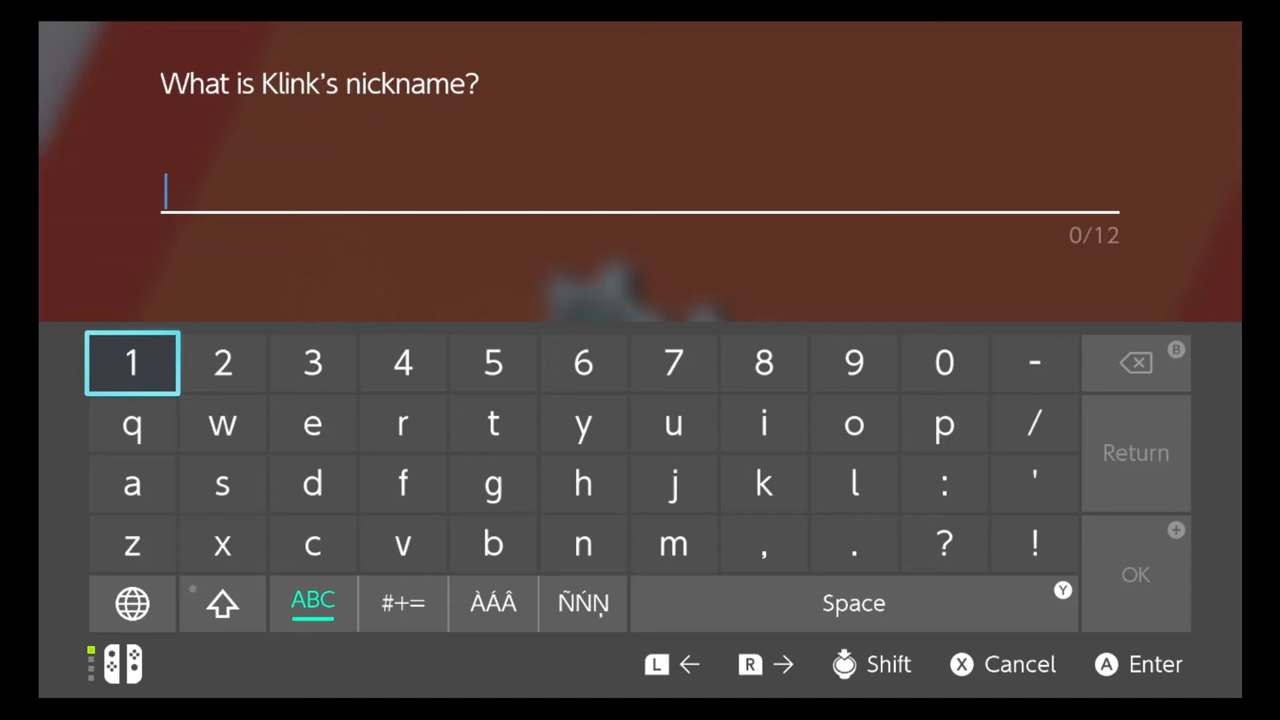 What is Klink's nickname?
0/12
1 2 3 4 5 6 7 8 9 0 - B
q w e r t y u i o p / Return
a s d f g h j k l : '
z x c v b n m , . ? ! + OK
ABC #+= ÀÁÂ ÑŃŅ Space Y
L ← R → Shift X Cancel A Enter